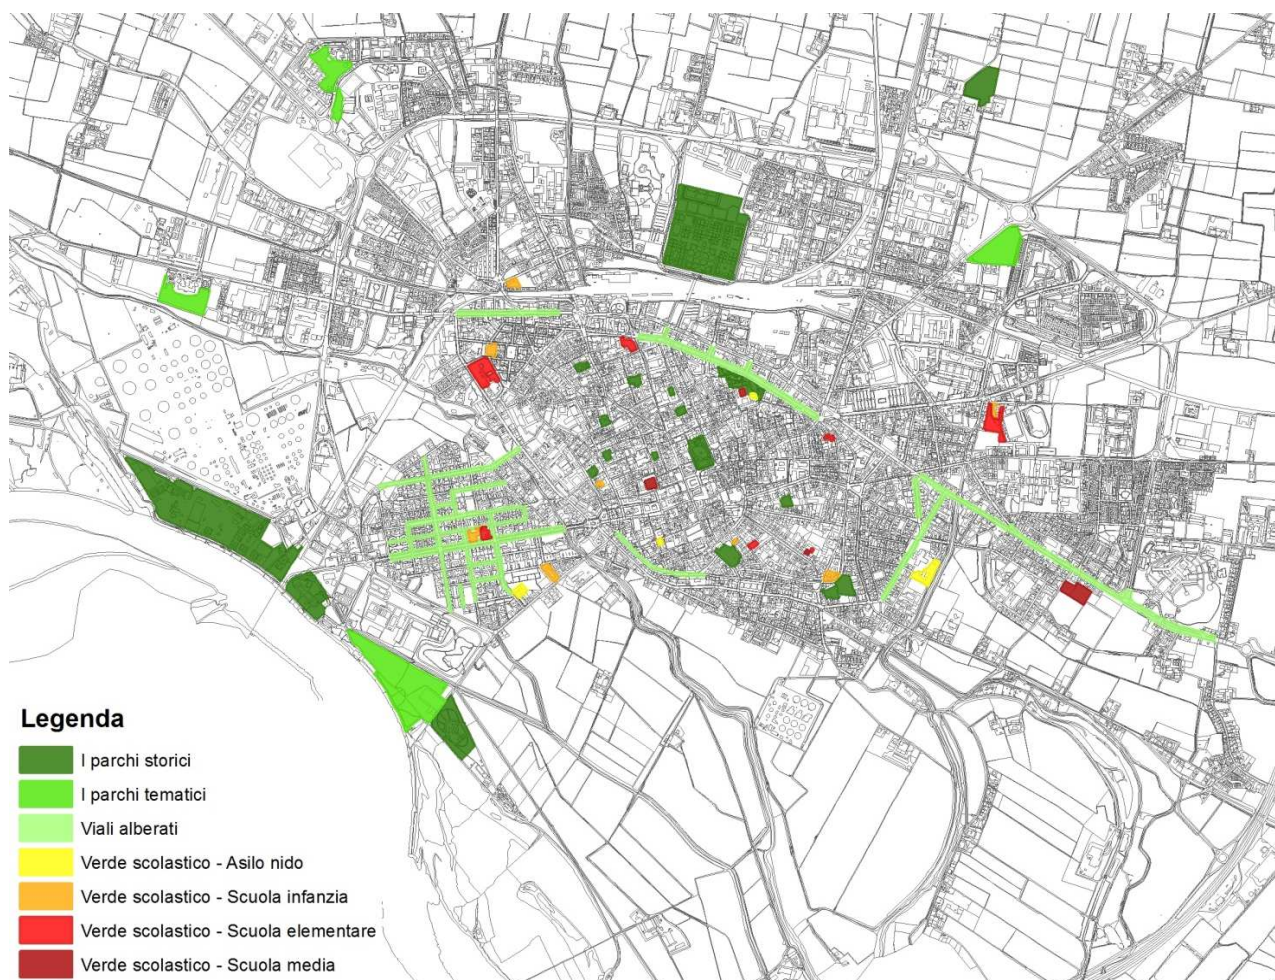 Legenda
I parchi storici
I parchi tematici
Viali alberati
Verde scolastico - Asilo nido
Verde scolastico - Scuola infanzia
Verde scolastico - Scuola elementare
Verde scolastico - Scuola media